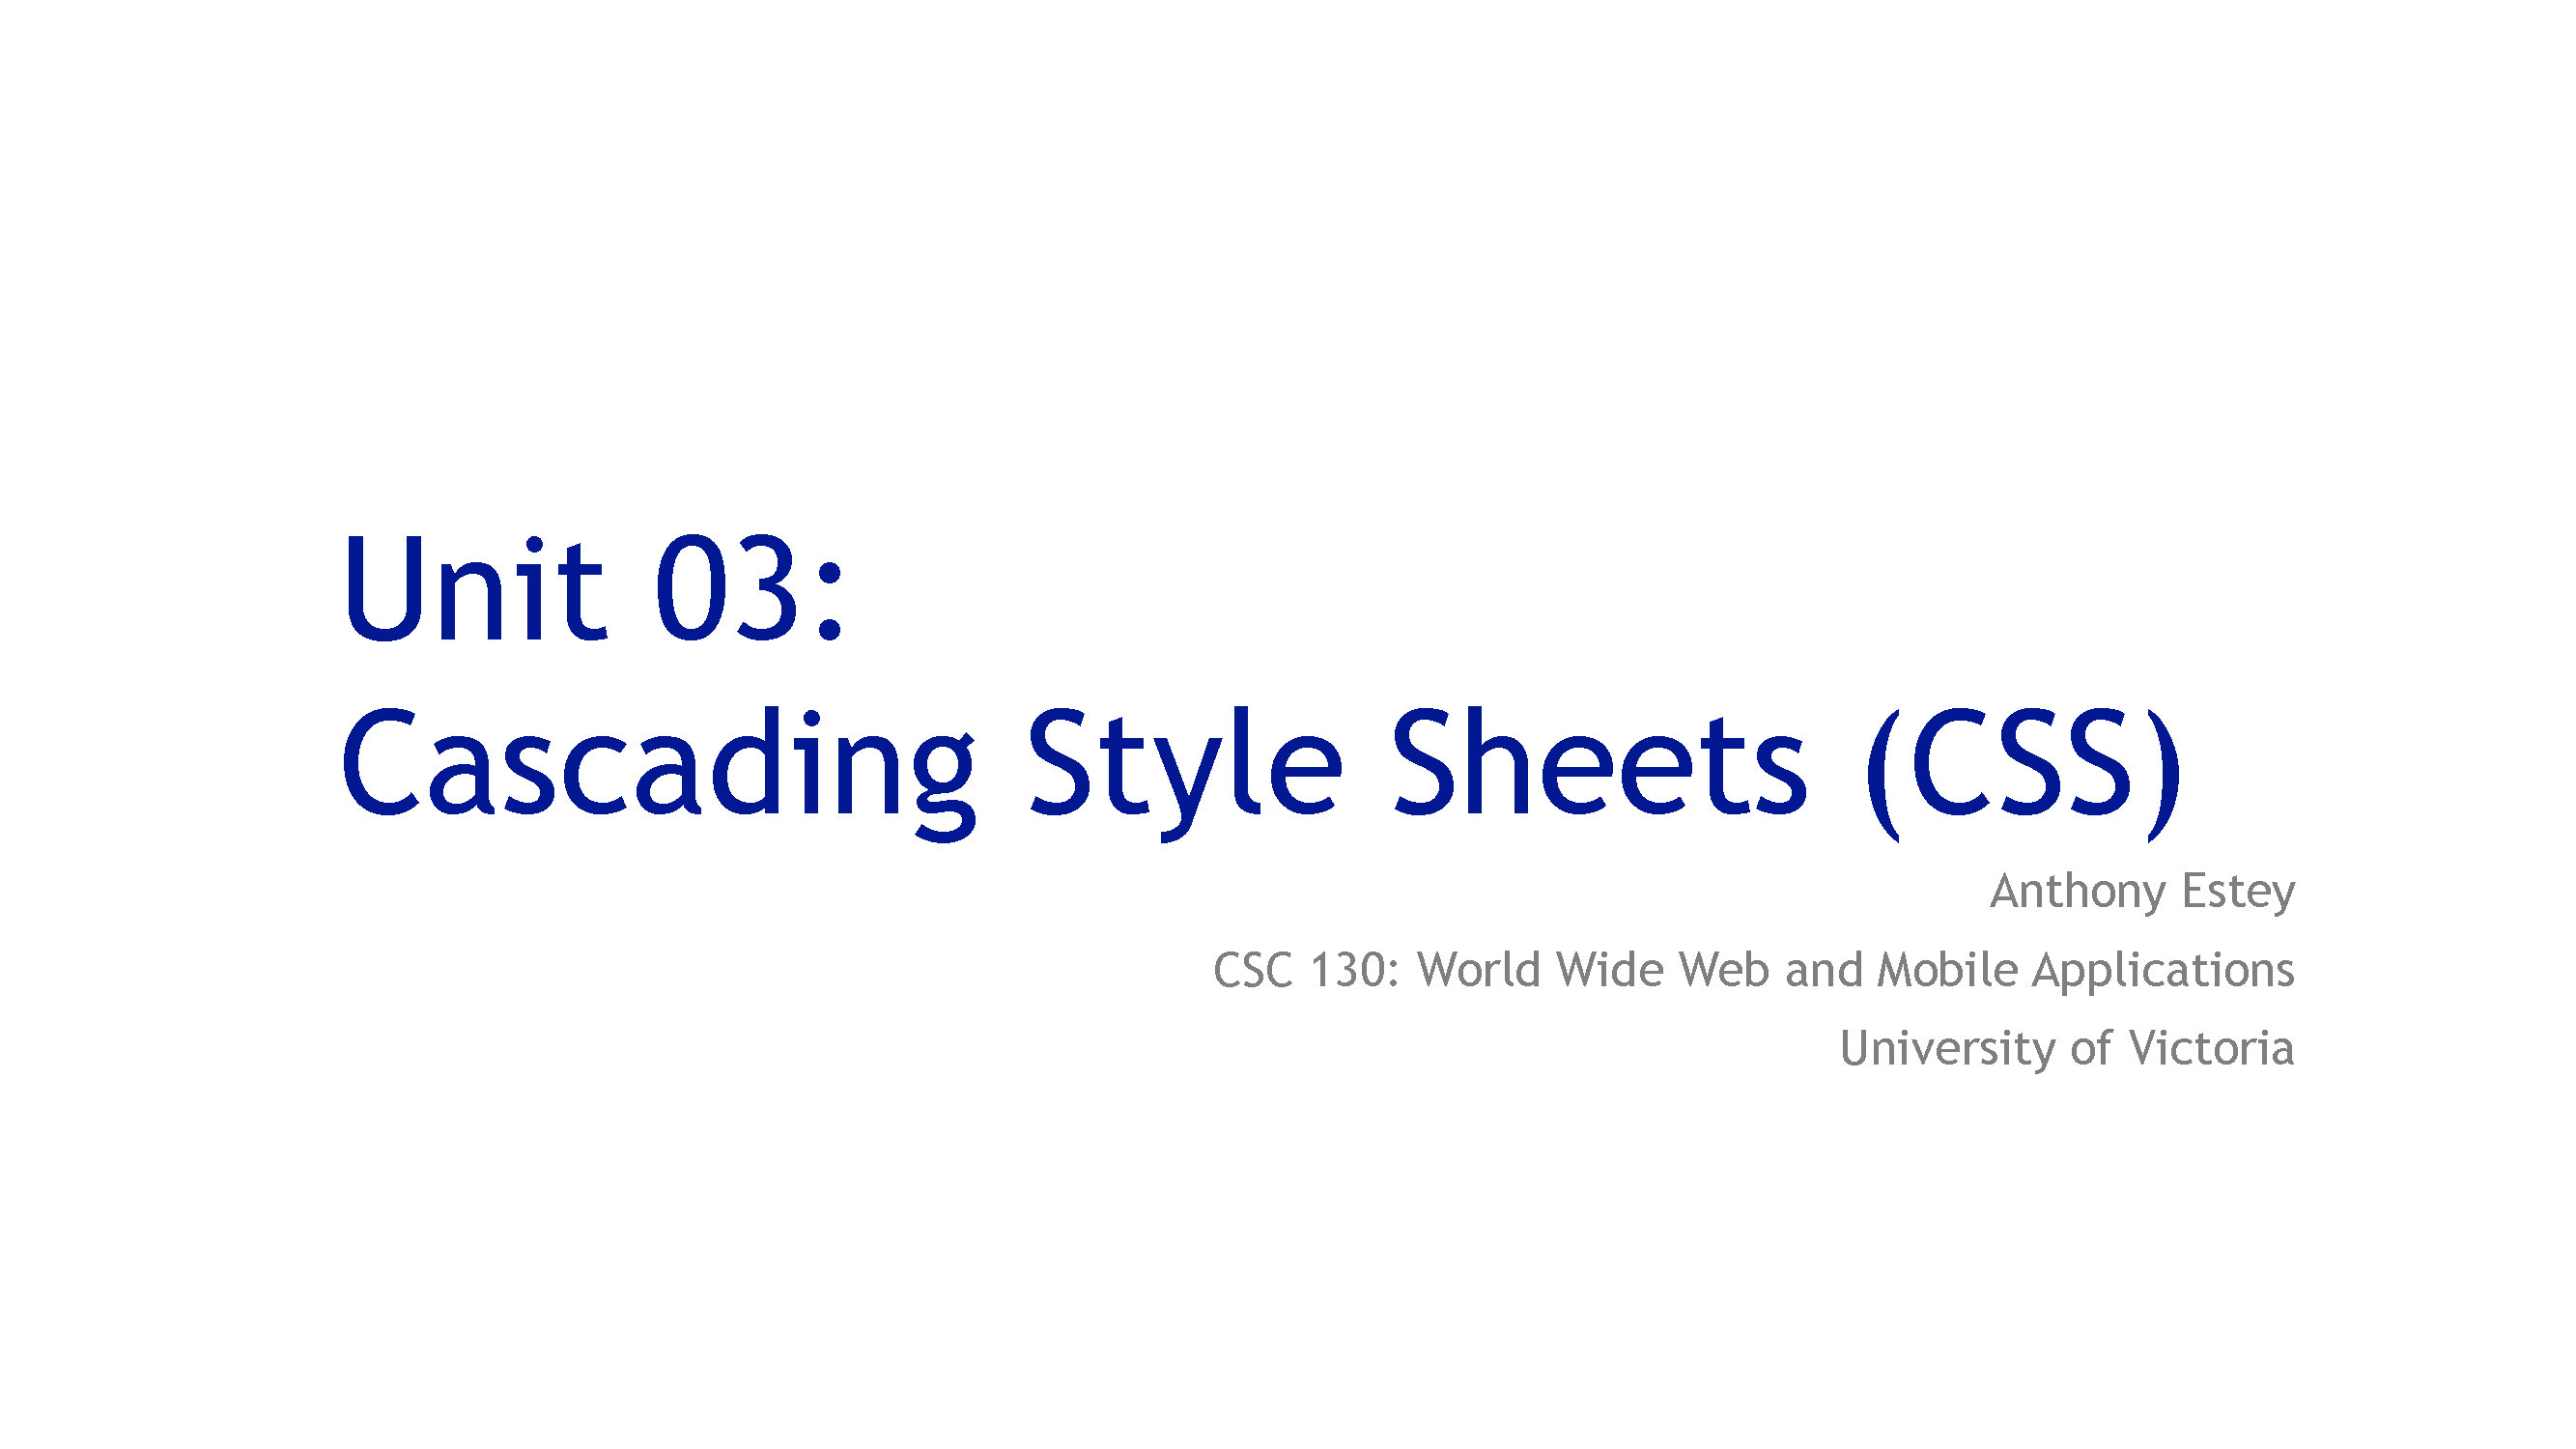 Unit 03:
Cascading Style Sheets (CSS)
Anthony Estey
CSC 130: World Wide Web and Mobile Applications
University of Victoria